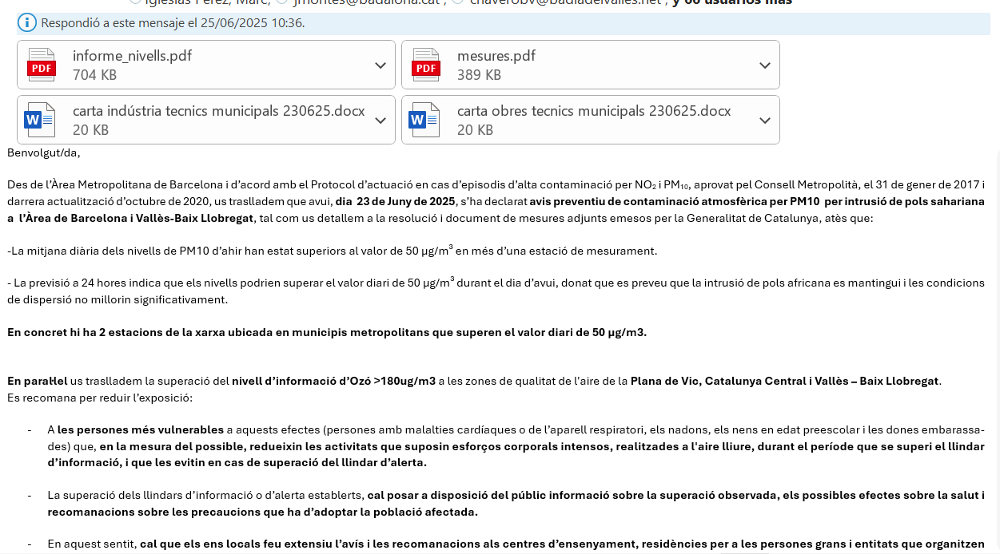 Iglesias Pérez, Marc; jmontes@badalona.cat ; chaverobv@badiadelvalles.net ; y 60 usuarios más
Respondió a este mensaje el 25/06/2025 10:36.
informe_nivells.pdf
704 KB
mesures.pdf
389 KB
carta indústria tecnics municipals 230625.docx
20 KB
carta obres tecnics municipals 230625.docx
20 KB
Benvolgut/da,
Des de l’Àrea Metropolitana de Barcelona i d’acord amb el Protocol d’actuació en cas d’episodis d’alta contaminació per NO₂ i PM₁₀, aprovat pel Consell Metropolità, el 31 de gener de 2017 i
darrera actualització d’octubre de 2020, us traslladem que avui, dia 23 de Juny de 2025, s’ha declarat avis preventiu de contaminació atmosfèrica per PM10 per intrusió de pols sahariana
a l’Àrea de Barcelona i Vallès-Baix Llobregat, tal com us detallem a la resolució i document de mesures adjunts emesos per la Generalitat de Catalunya, atès que:
-La mitjana diària dels nivells de PM10 d’ahir han estat superiors al valor de 50 µg/m³ en més d’una estació de mesurament.
- La previsió a 24 hores indica que els nivells podrien superar el valor diari de 50 µg/m³ durant el dia d’avui, donat que es preveu que la intrusió de pols africana es mantingui i les condicions
de dispersió no millorin significativament.
En concret hi ha 2 estacions de la xarxa ubicada en municipis metropolitans que superen el valor diari de 50 µg/m3.
En paral·lel us traslladem la superació del nivell d’informació d’Ozó >180ug/m3 a les zones de qualitat de l'aire de la Plana de Vic, Catalunya Central i Vallès – Baix Llobregat.
Es recomana per reduir l’exposició:
- A les persones més vulnerables a aquests efectes (persones amb malalties cardíaques o de l’aparell respiratori, els nadons, els nens en edat preescolar i les dones embarassa-
des) que, en la mesura del possible, redueixin les activitats que suposin esforços corporals intensos, realitzades a l'aire lliure, durant el període que se superi el llindar
d’informació, i que les evitin en cas de superació del llindar d’alerta.
- La superació dels llindars d’informació o d’alerta establerts, cal posar a disposició del públic informació sobre la superació observada, els possibles efectes sobre la salut i
recomanacions sobre les precaucions que ha d’adoptar la població afectada.
- En aquest sentit, cal que els ens locals feu extensiu l’avís i les recomanacions als centres d’ensenyament, residències per a les persones grans i entitats que organitzen